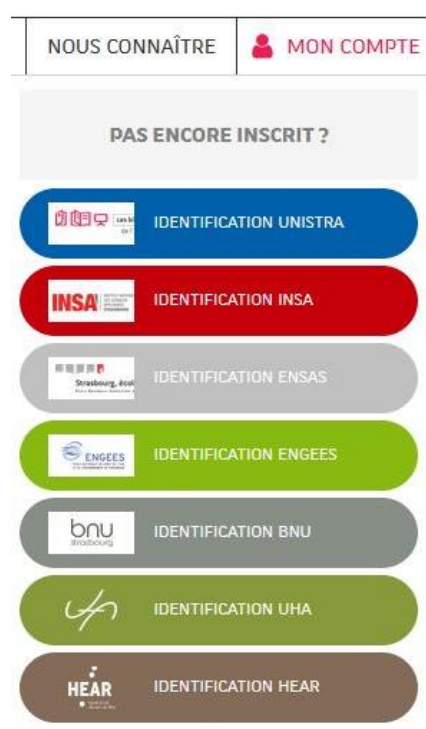 NOUS CONNAÎTRE
MON COMPTE
PAS ENCORE INSCRIT ?
IDENTIFICATION UNISTRA
INSA
IDENTIFICATION INSA
Strasbourg,
IDENTIFICATION ENSAS
ENGEES
IDENTIFICATION ENGEES
bnu
strasbourg
IDENTIFICATION BNU
IDENTIFICATION UHA
HEAR
IDENTIFICATION HEAR